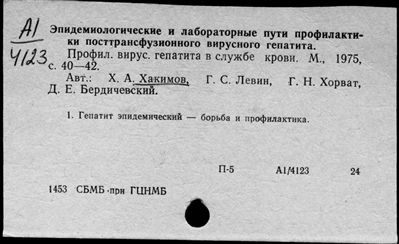 А1
4123
Эпидемиологические и лабораторные пути профилакти-
ки посттрансфузионного вирусного гепатита.
Профил. вирус. гепатита в службе крови. М., 1975,
с. 40—42.
Авт.: Х. А. Хакимов, Г. С. Левин, Г. Н. Хорват,
Д. Е. Бердичевский.
1. Гепатит эпидемический — борьба и профилактика.
П-5 А1/4123 24
1453 СБМБ при ГЦНМБ